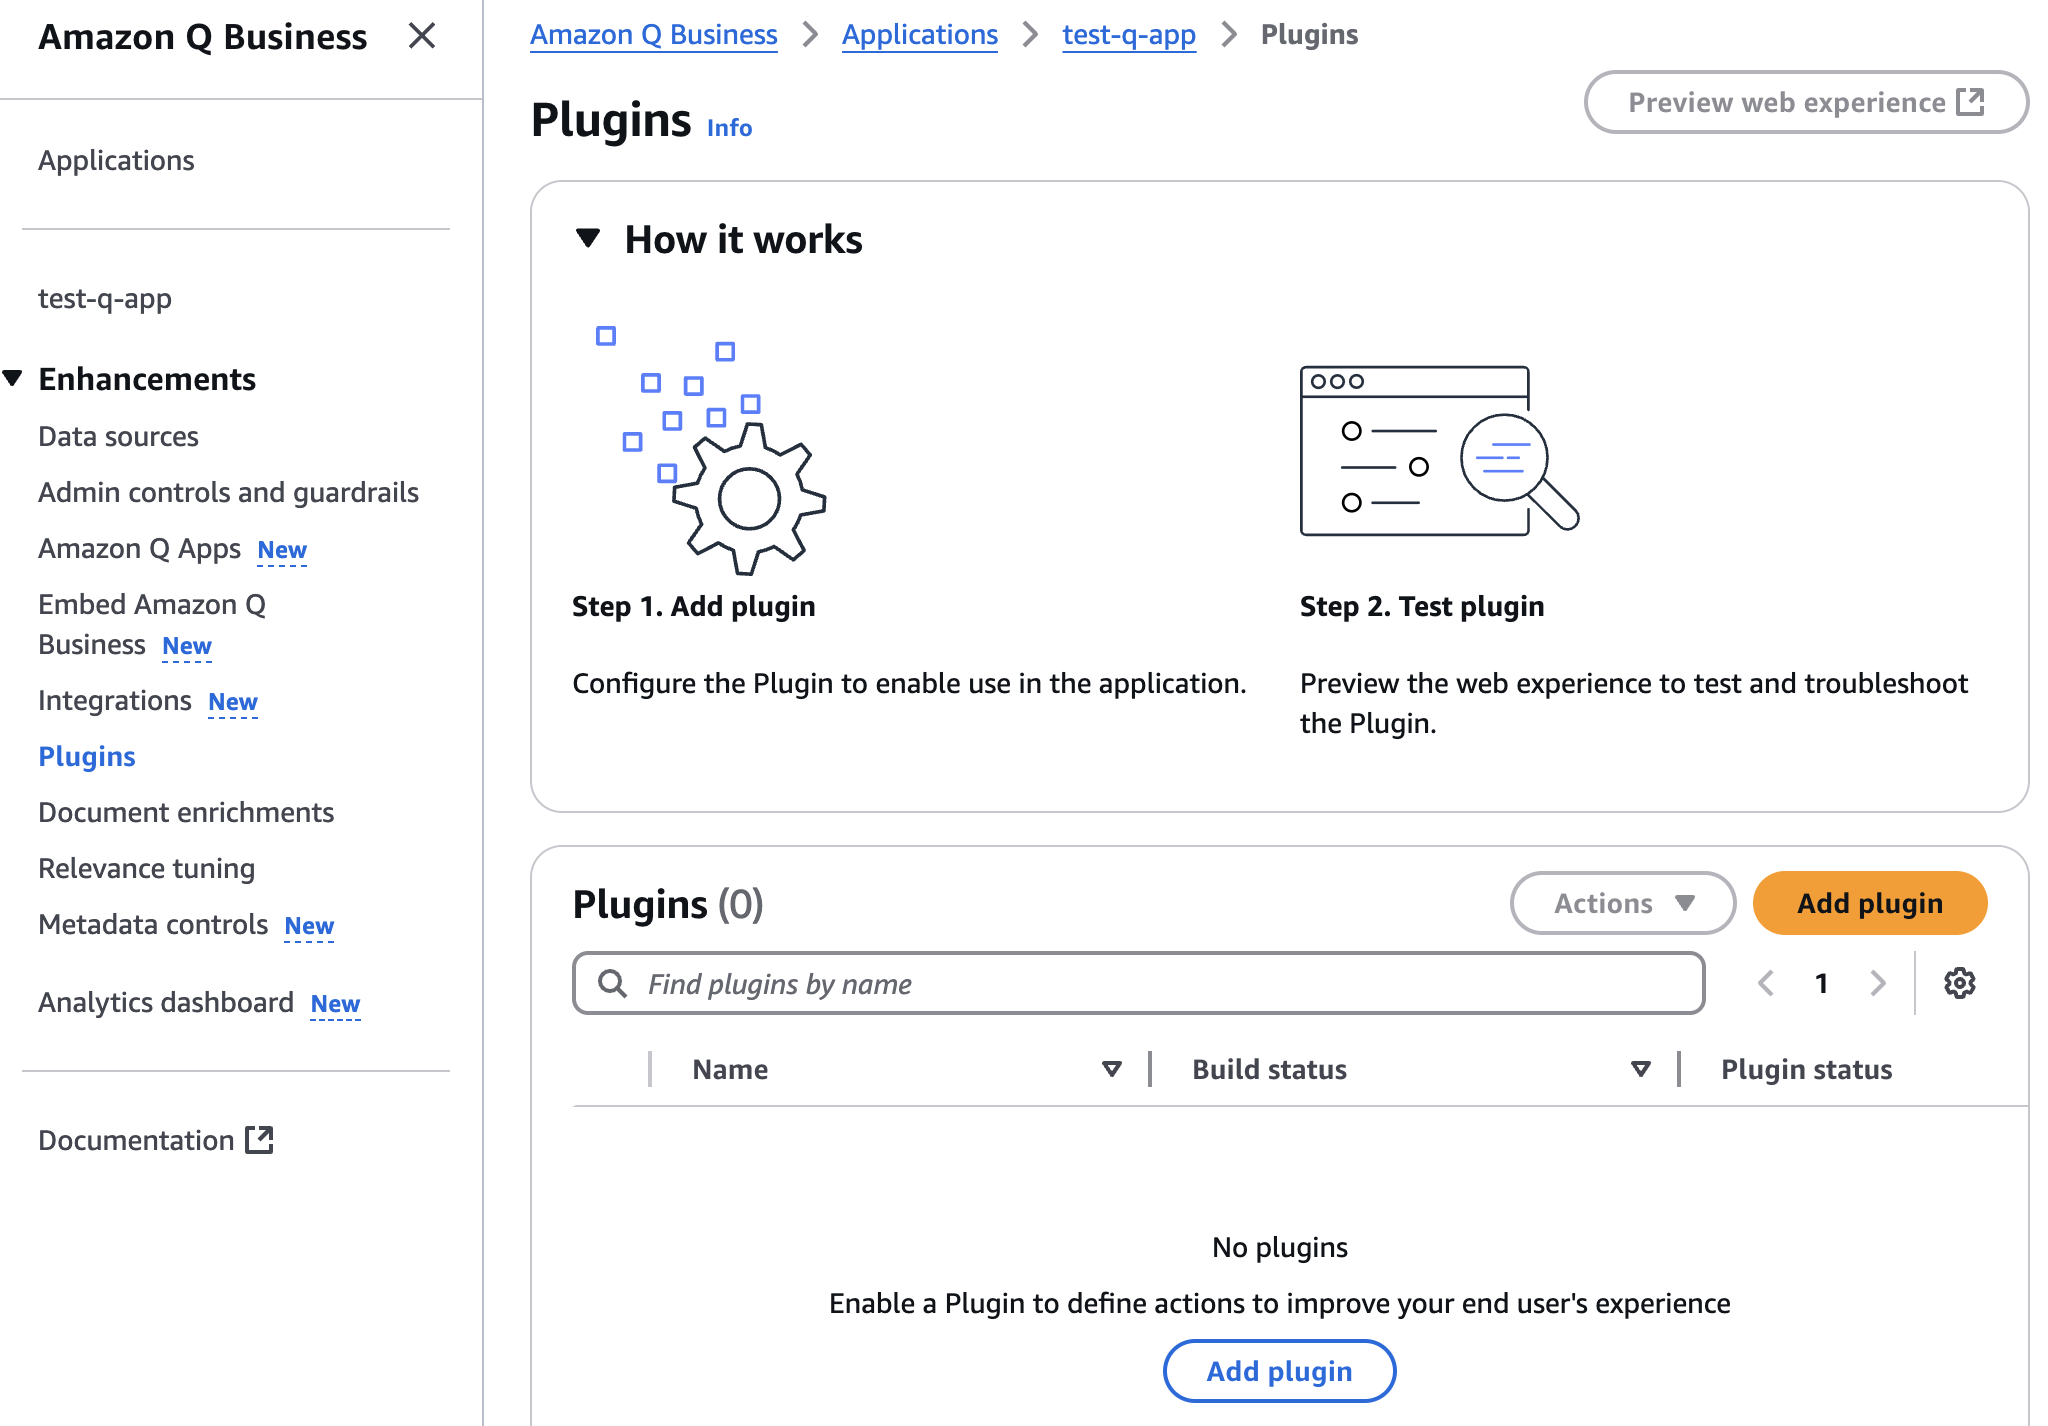 Amazon Q Business
Applications
test-q-app
Enhancements
Data sources
Admin controls and guardrails
Amazon Q Apps New
Embed Amazon Q
Business New
Integrations New
Plugins
Document enrichments
Relevance tuning
Metadata controls New
Analytics dashboard New
Documentation
Amazon Q Business > Applications > test-q-app > Plugins
Plugins Info
Preview web experience
How it works
Step 1. Add plugin
Configure the Plugin to enable use in the application.
Step 2. Test plugin
Preview the web experience to test and troubleshoot
the Plugin.
Plugins (0)
Actions
Add plugin
Find plugins by name
1
Name
Build status
Plugin status
No plugins
Enable a Plugin to define actions to improve your end user's experience
Add plugin